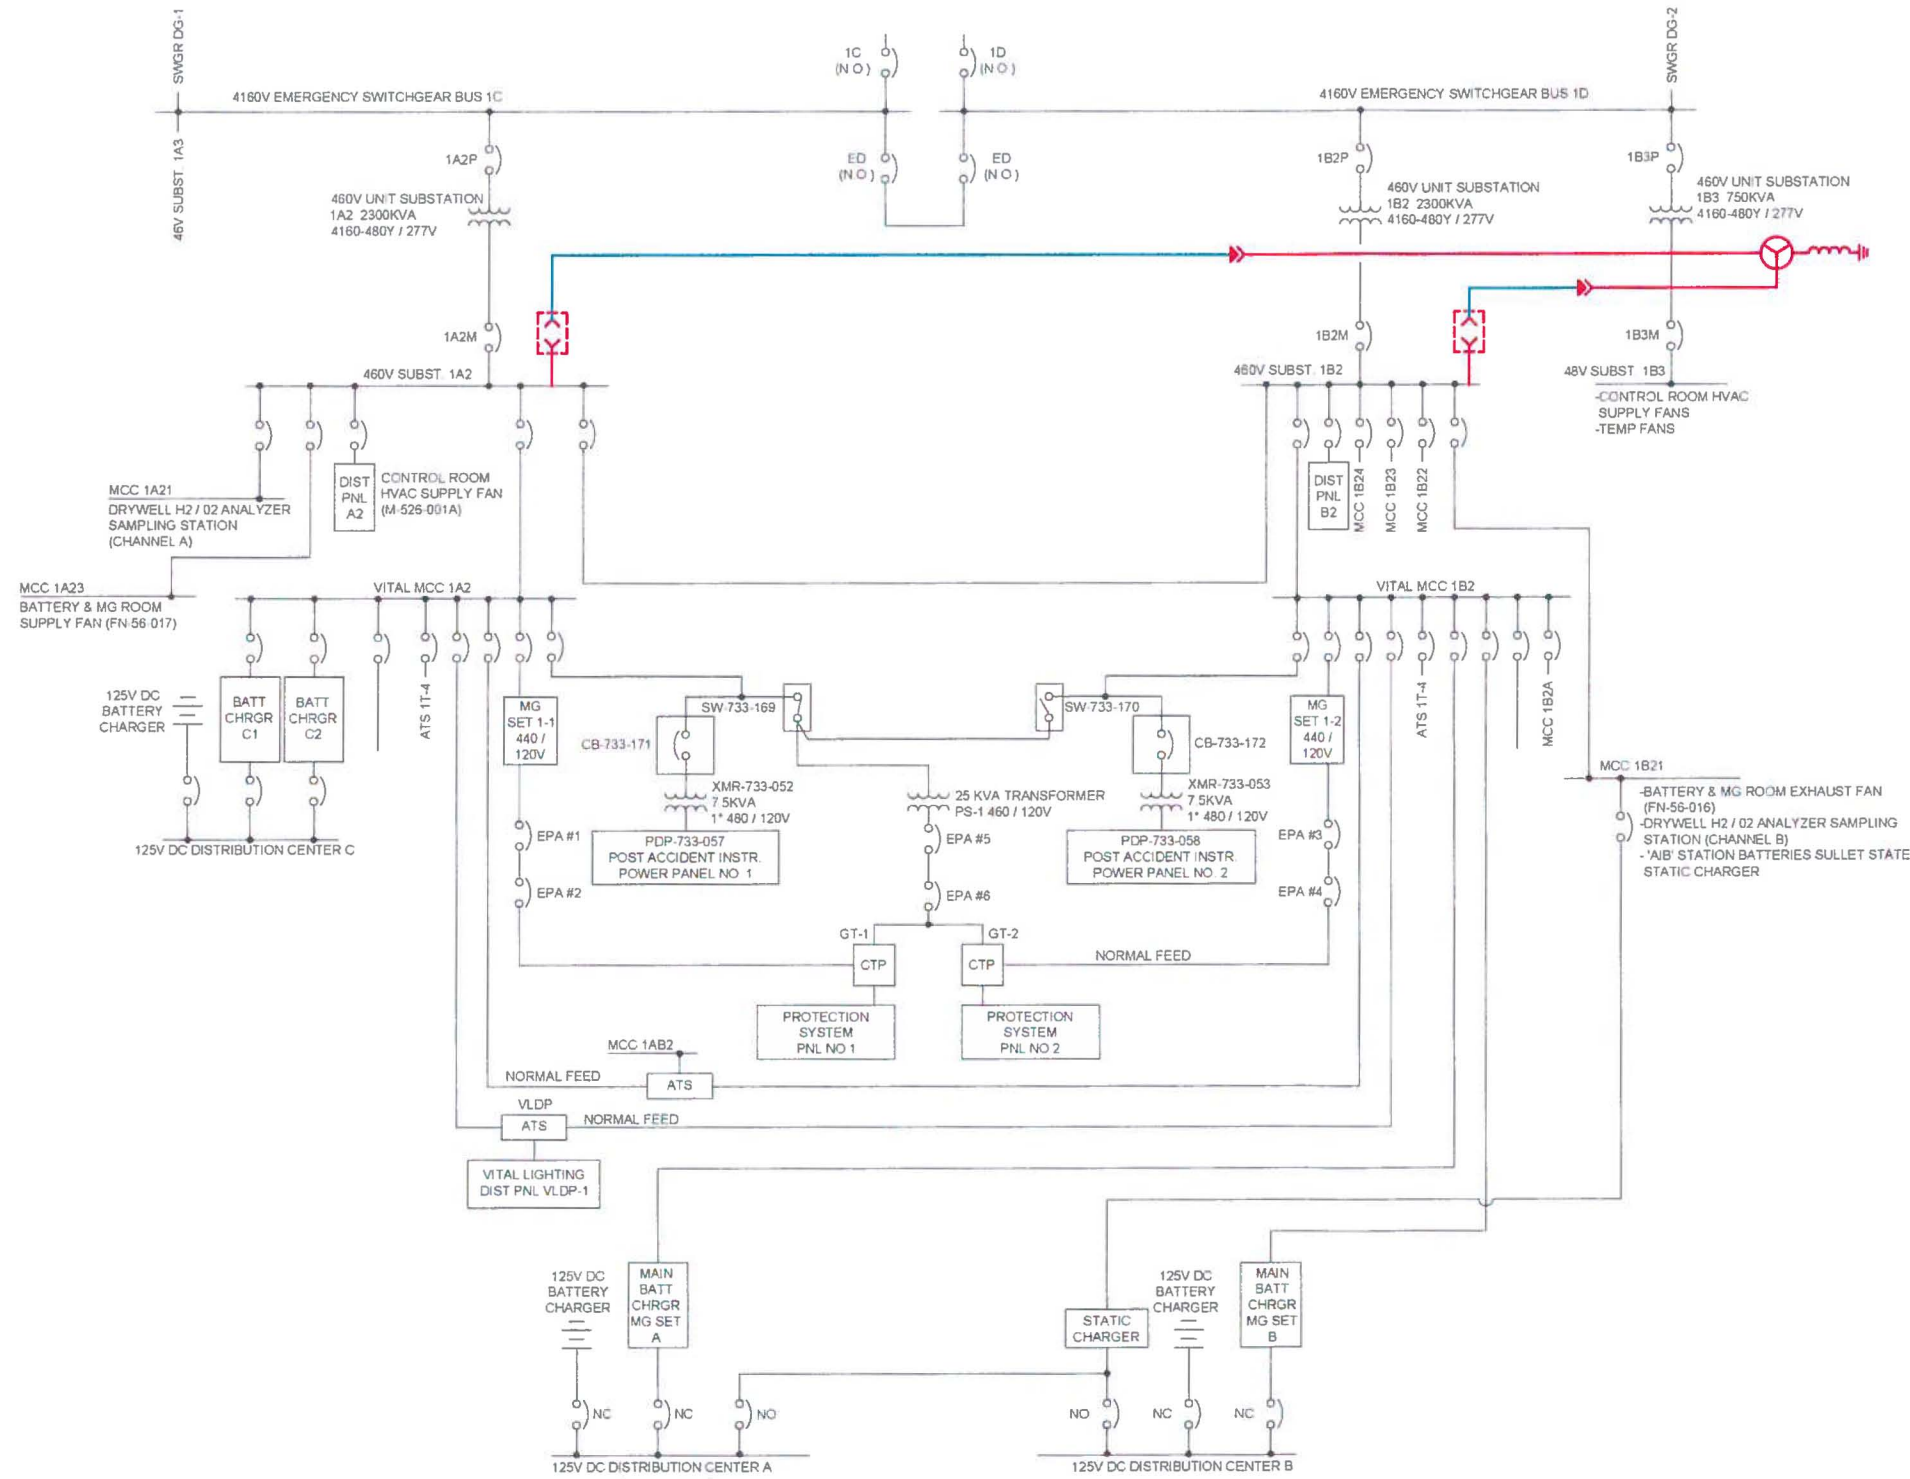 SWGR DG-1
46V SUBST. 1A3
4160V EMERGENCY SWITCHGEAR BUS 1C
1C
(N O)
1D
(N O)
4160V EMERGENCY SWITCHGEAR BUS 1D
SWGR DG-2
1A2P
ED
(N O)
ED
(N O)
1B2P
1B3P
460V UNIT SUBSTATION
1A2 2300KVA
4160-480Y / 277V
460V UNIT SUBSTATION
1B2 2300KVA
4160-480Y / 277V
460V UNIT SUBSTATION
1B3 750KVA
4160-480Y / 277V
1A2M
1B2M
1B3M
460V SUBST. 1A2
460V SUBST. 1B2
48V SUBST 1B3
-CONTROL ROOM HVAC
SUPPLY FANS
-TEMP FANS
MCC 1A21
DRYWELL H2 / 02 ANALYZER
SAMPLING STATION
(CHANNEL A)
DIST
PNL
A2
CONTROL ROOM
HVAC SUPPLY FAN
(M-526-001A)
DIST
PNL
B2
MCC 1B24
MCC 1B23
MCC 1B22
MCC 1A23
BATTERY & MG ROOM
SUPPLY FAN (FN-56-017)
VITAL MCC 1A2
VITAL MCC 1B2
125V DC
BATTERY
CHARGER
BATT
CHRGR
C1
BATT
CHRGR
C2
ATS 1T-4
MG
SET 1-1
440 /
120V
SW-733-169
CB-733-171
XMR-733-052
7 5KVA
1* 480 / 120V
PDP-733-057
POST ACCIDENT INSTR.
POWER PANEL NO. 1
25 KVA TRANSFORMER
PS-1 460 / 120V
SW-733-170
CB-733-172
XMR-733-053
7.5KVA
1* 480 / 120V
PDP-733-058
POST ACCIDENT INSTR.
POWER PANEL NO. 2
MG
SET 1-2
440 /
120V
ATS 1T-4
MCC 1B2A
MCC 1B21
-BATTERY & MG ROOM EXHAUST FAN
(FN-56-016)
-DRYWELL H2 / 02 ANALYZER SAMPLING
STATION (CHANNEL B)
- 'AIB' STATION BATTERIES SULLET STATE
STATIC CHARGER
125V DC DISTRIBUTION CENTER C
EPA #1
EPA #2
EPA #5
EPA #6
EPA #3
EPA #4
GT-1
GT-2
CTP
CTP
NORMAL FEED
PROTECTION
SYSTEM
PNL NO 1
PROTECTION
SYSTEM
PNL NO 2
MCC 1AB2
NORMAL FEED
ATS
VLDP
ATS
NORMAL FEED
VITAL LIGHTING
DIST PNL VLDP-1
125V DC
BATTERY
CHARGER
MAIN
BATT
CHRGR
MG SET
A
STATIC
CHARGER
125V DC
BATTERY
CHARGER
MAIN
BATT
CHRGR
MG SET
B
NC
NC
NO
NO
NC
NC
125V DC DISTRIBUTION CENTER A
125V DC DISTRIBUTION CENTER B